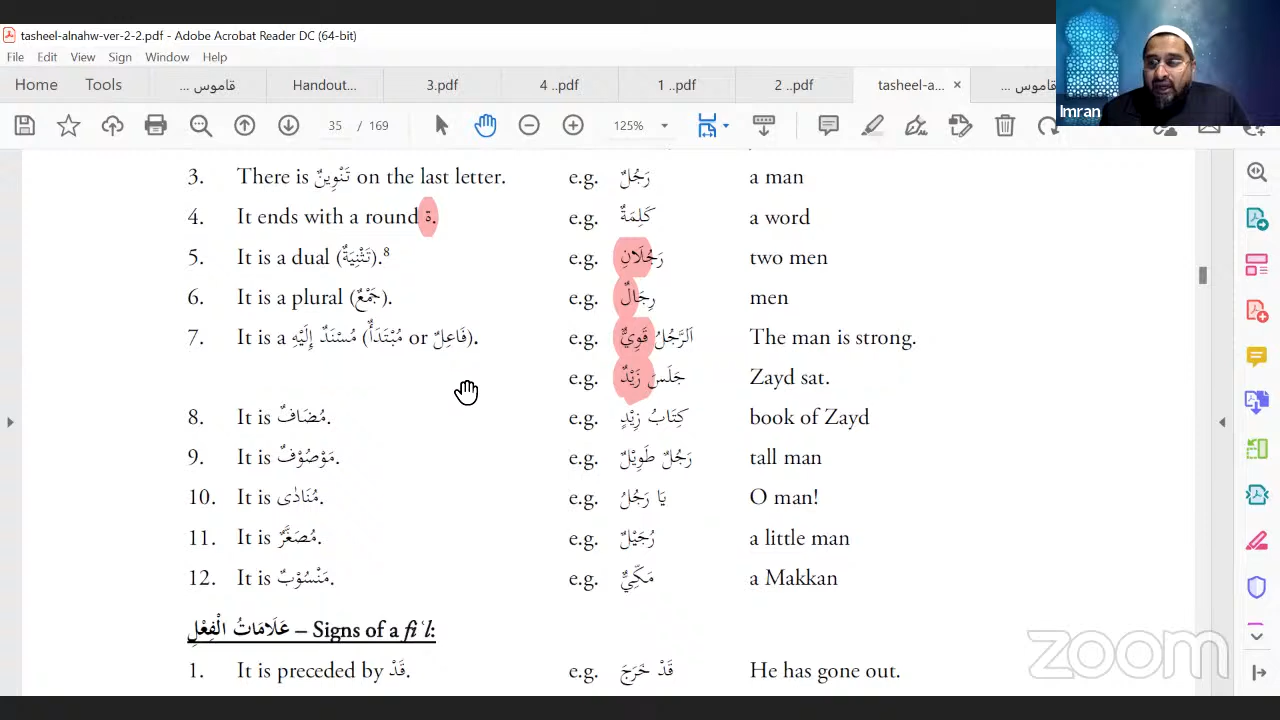 tasheel-alnahw-ver-2-2.pdf - Adobe Acrobat Reader DC (64-bit)
File Edit View Sign Window Help
Home Tools قاموس ... Handout... 3.pdf 4 ..pdf 1 ..pdf 2 ..pdf tasheel-a... × قاموس ...
35 / 169 125%
Imran
3. There is تَنْوِينٌ on the last letter. e.g. رَجُلٌ a man
4. It ends with a round ة. e.g. كَلِمَةٌ a word
5. It is a dual (تَثْنِيَةٌ).⁸ e.g. رَجُلَانِ two men
6. It is a plural (جَمْعٌ). e.g. رِجَالٌ men
7. It is a مُسْنَدٌ إِلَيْهِ (مُبْتَدَأٌ or فَاعِلٌ). e.g. اَلرَّجُلُ قَوِيٌّ The man is strong.
e.g. جَلَسَ زَيْدٌ Zayd sat.
8. It is مُضَافٌ. e.g. كِتَابُ زَيْدٍ book of Zayd
9. It is مَوْصُوْفٌ. e.g. رَجُلٌ طَوِيْلٌ tall man
10. It is مُنَادٰى. e.g. يَا رَجُلُ O man!
11. It is مُصَغَّرٌ. e.g. رُجَيْلٌ a little man
12. It is مَنْسُوْبٌ. e.g. مَكِّيٌّ a Makkan
عَلَامَاتُ الْفِعْلِ – Signs of a fiʿl:
1. It is preceded by قَدْ. e.g. قَدْ خَرَجَ He has gone out.
zoom